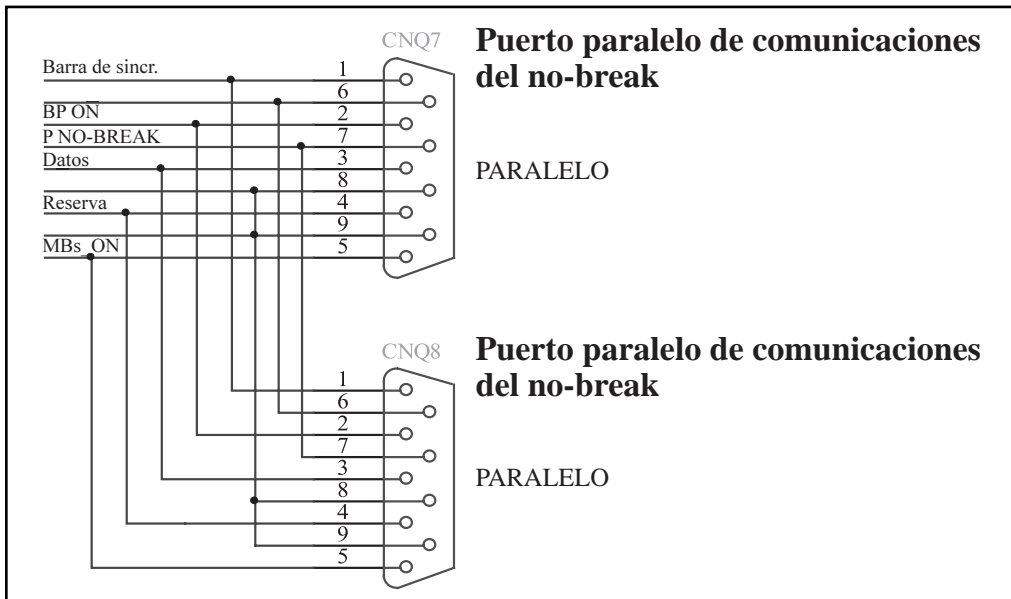 CNQ7
Puerto paralelo de comunicaciones
del no-break
PARALELO
Barra de sincr.
1
6
BP ON
2
P NO-BREAK
7
Datos
3
8
Reserva
4
9
MBs_ON
5
CNQ8
Puerto paralelo de comunicaciones
del no-break
PARALELO
1
6
2
7
3
8
4
9
5